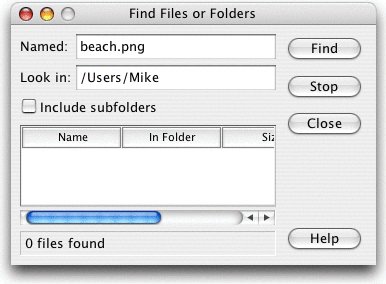 Find Files or Folders
Named: beach.png
Find
Look in: /Users/Mike
Stop
Include subfolders
Close
Name In Folder Siz
0 files found
Help